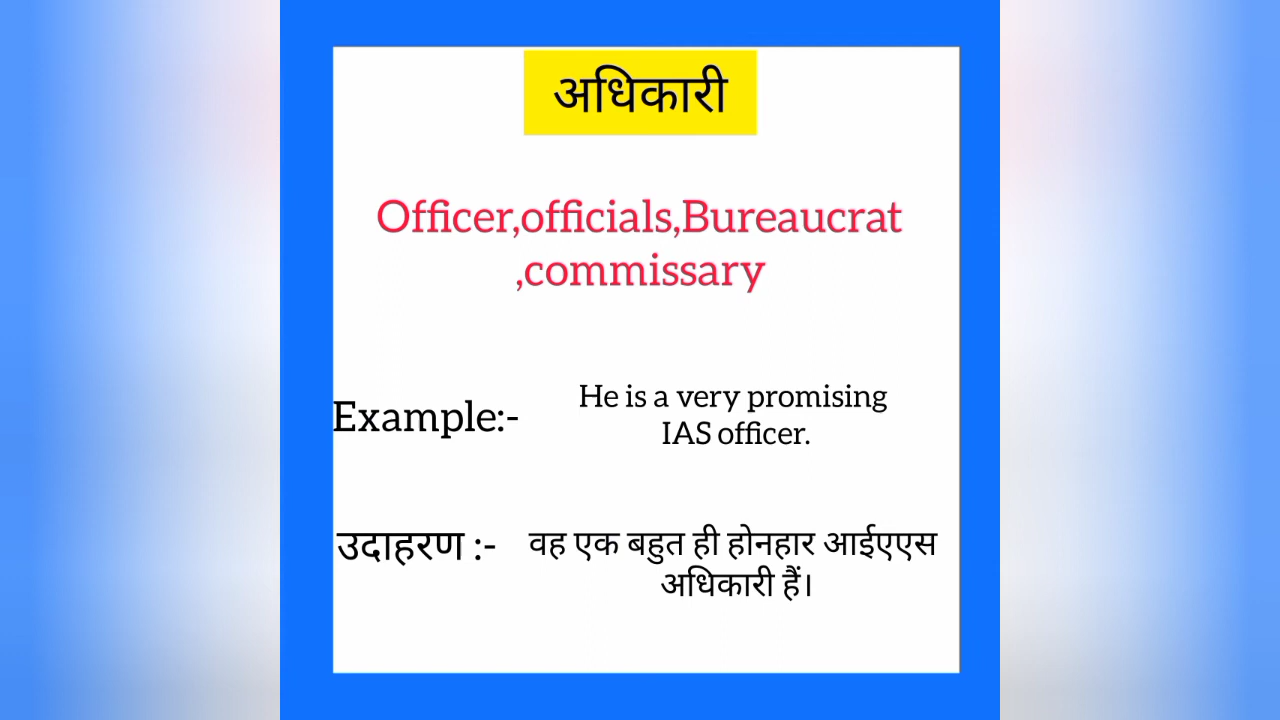 अधिकारी
Officer,officials,Bureaucrat
,commissary
Example:-
He is a very promising
IAS officer.
उदाहरण :-
वह एक बहुत ही होनहार आईएएस
अधिकारी हैं।